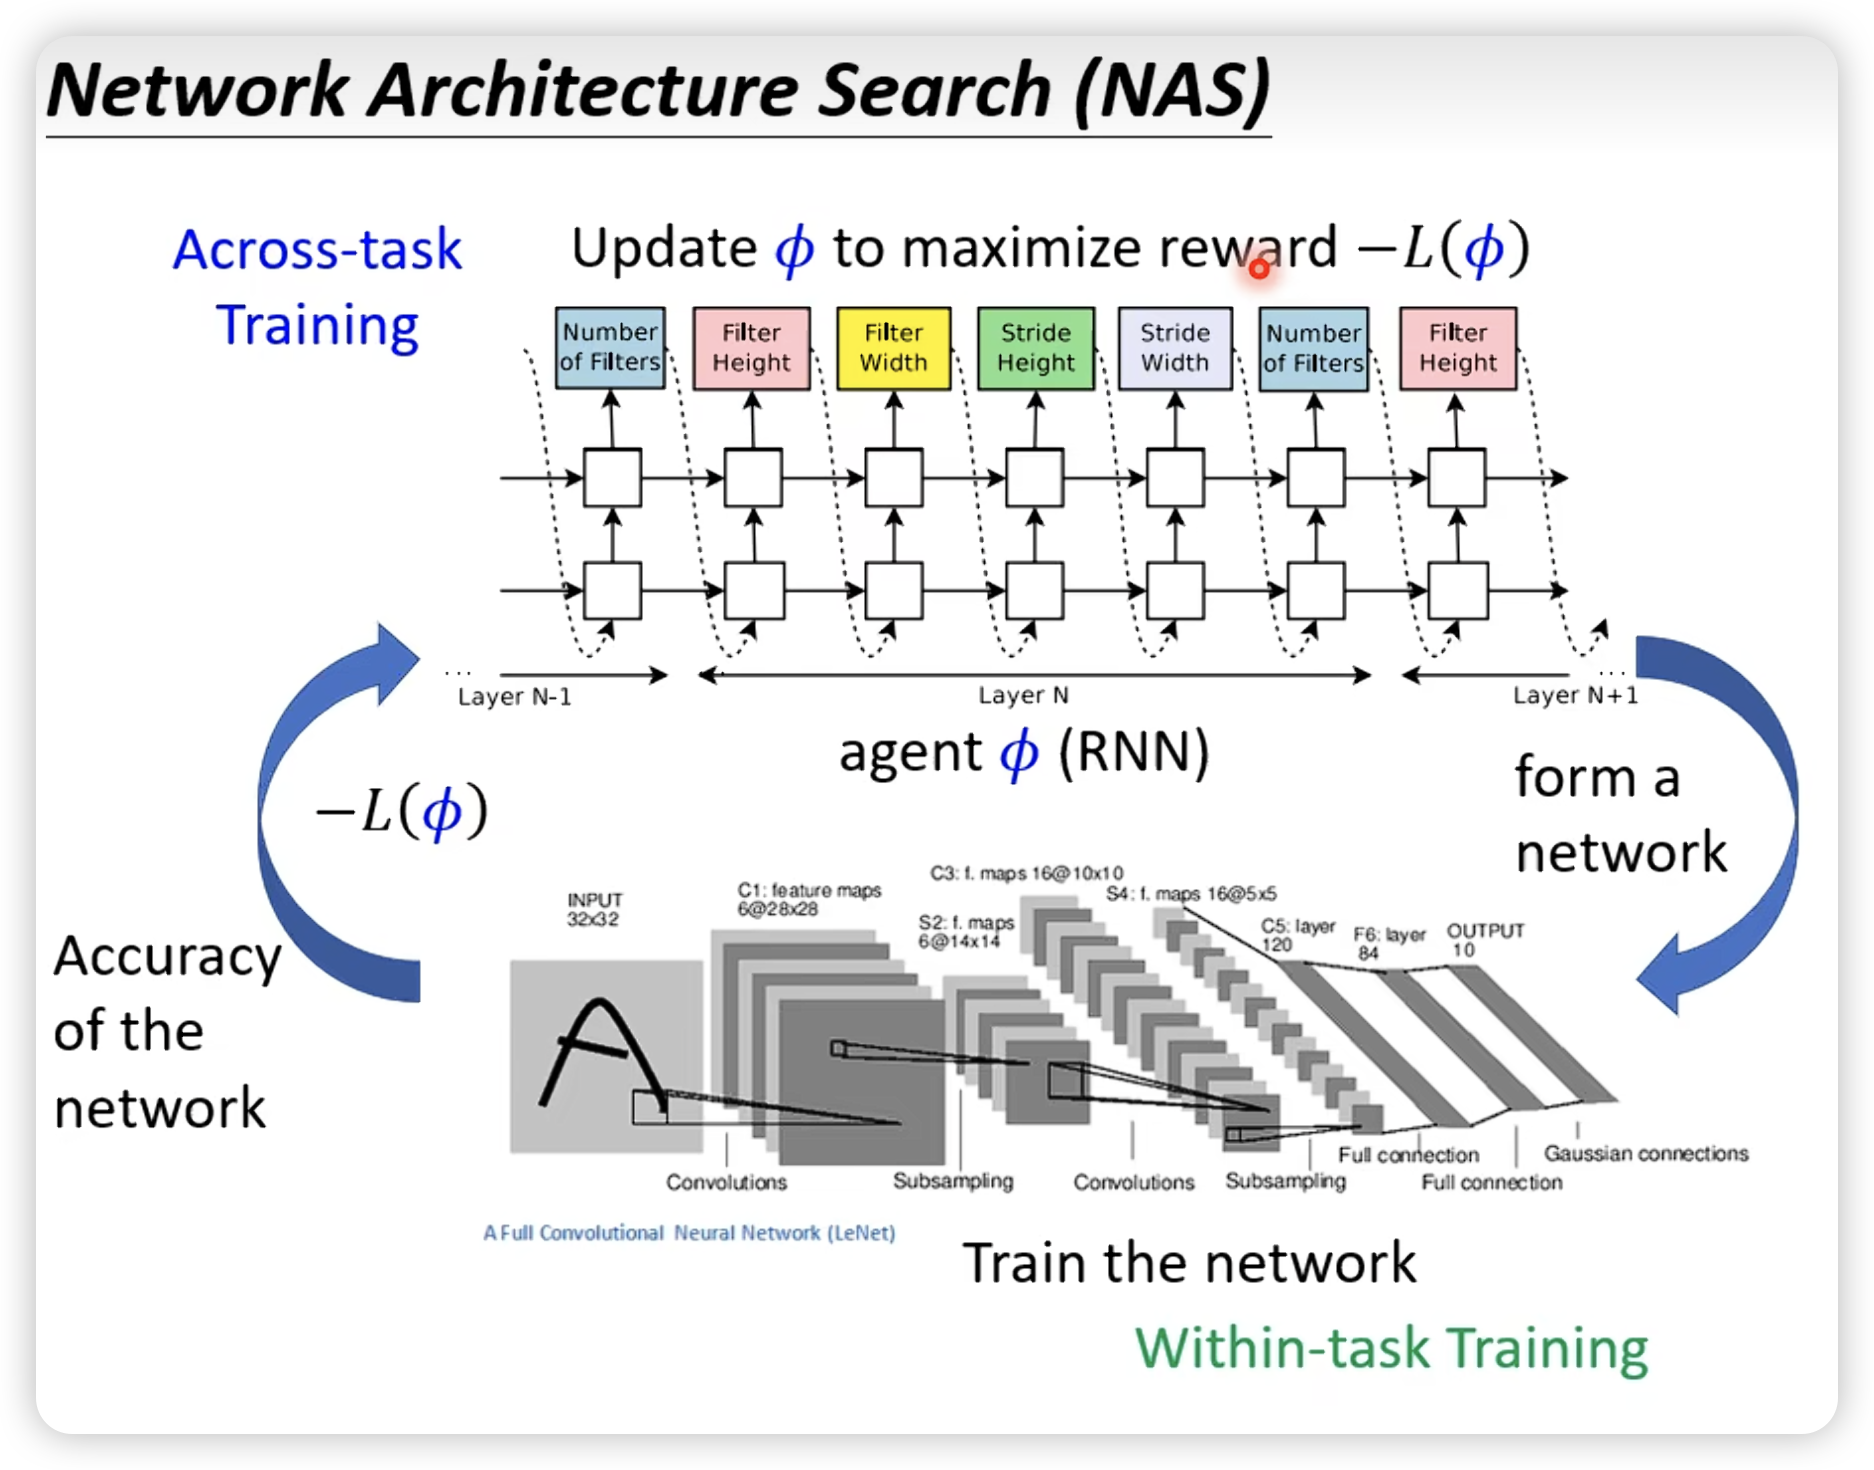 Network Architecture Search (NAS)
Across-task
Training
Update ϕ to maximize reward −L(ϕ)
Number
of Filters
Filter
Height
Filter
Width
Stride
Height
Stride
Width
Number
of Filters
Filter
Height
...
Layer N-1
Layer N
...
Layer N+1
agent ϕ (RNN)
−L(ϕ)
form a
network
Accuracy
of the
network
INPUT
32x32
C1: feature maps
6@28x28
S2: f. maps
6@14x14
C3: f. maps 16@10x10
S4: f. maps 16@5x5
C5: layer
120
F6: layer
84
OUTPUT
10
Convolutions
Subsampling
Convolutions
Subsampling
Full connection
Full connection
Gaussian connections
A Full Convolutional Neural Network (LeNet)
Train the network
Within-task Training